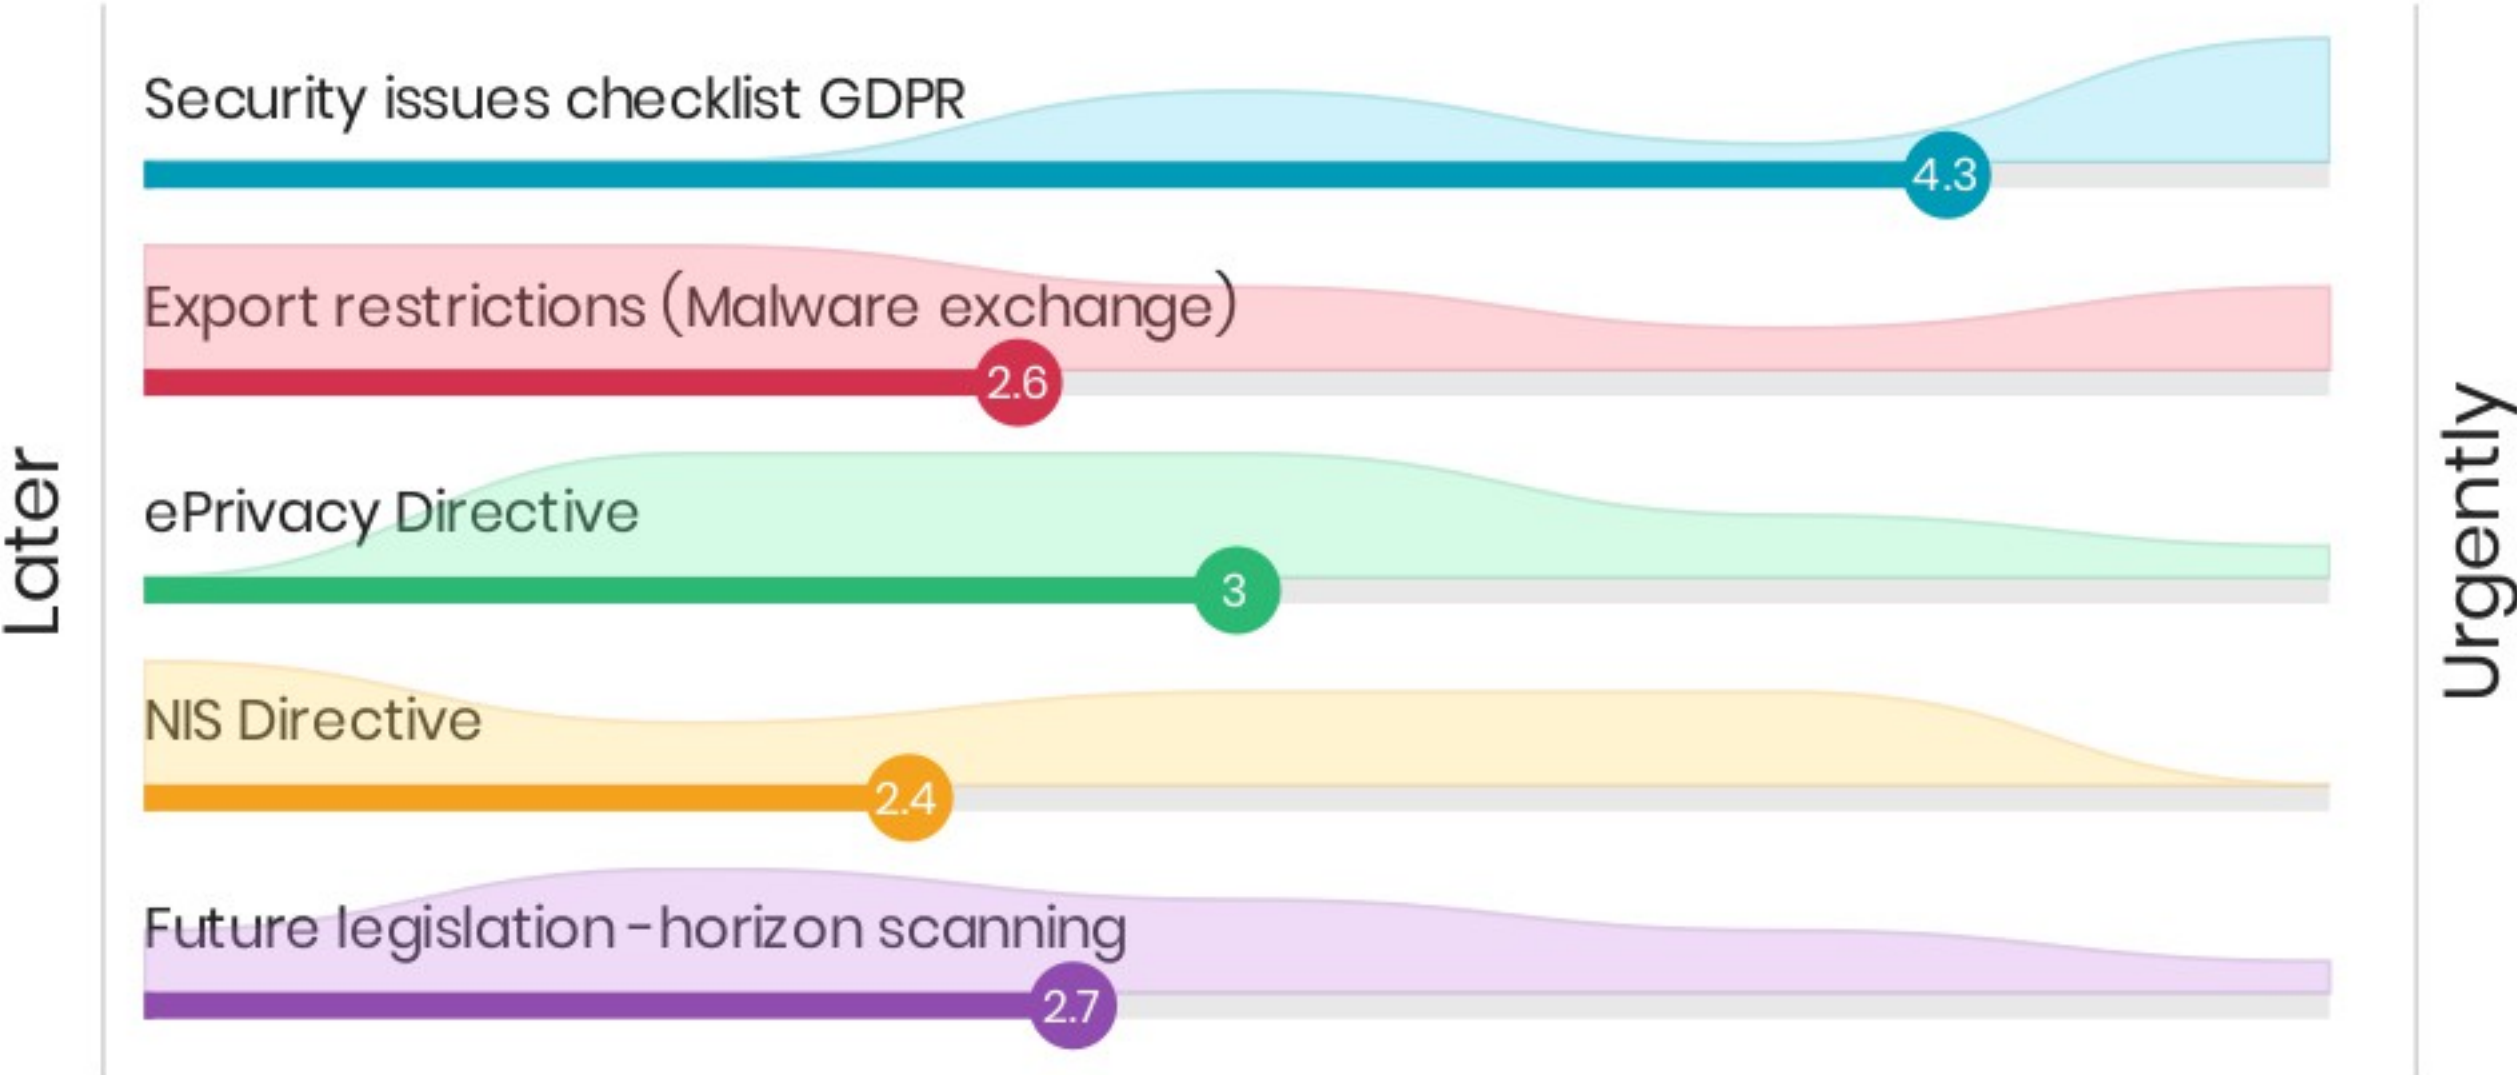 Later
Security issues checklist GDPR
4.3
Export restrictions (Malware exchange)
2.6
ePrivacy Directive
3
NIS Directive
2.4
Future legislation -horizon scanning
2.7
Urgently